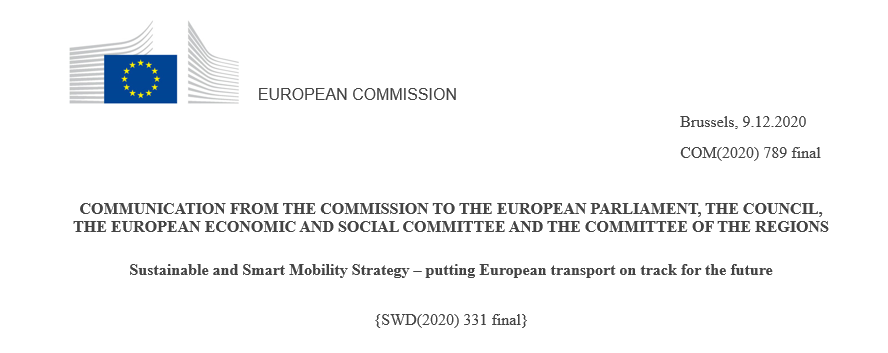 EUROPEAN COMMISSION
Brussels, 9.12.2020
COM(2020) 789 final
COMMUNICATION FROM THE COMMISSION TO THE EUROPEAN PARLIAMENT, THE COUNCIL,
THE EUROPEAN ECONOMIC AND SOCIAL COMMITTEE AND THE COMMITTEE OF THE REGIONS
Sustainable and Smart Mobility Strategy – putting European transport on track for the future
{SWD(2020) 331 final}